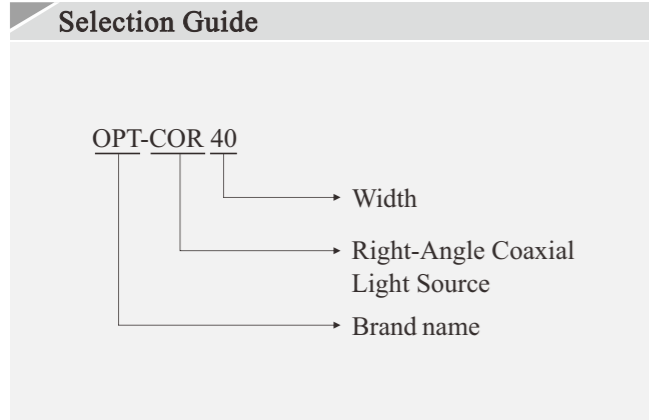 Selection Guide
OPT-COR 40
Width
Right-Angle Coaxial
Light Source
Brand name